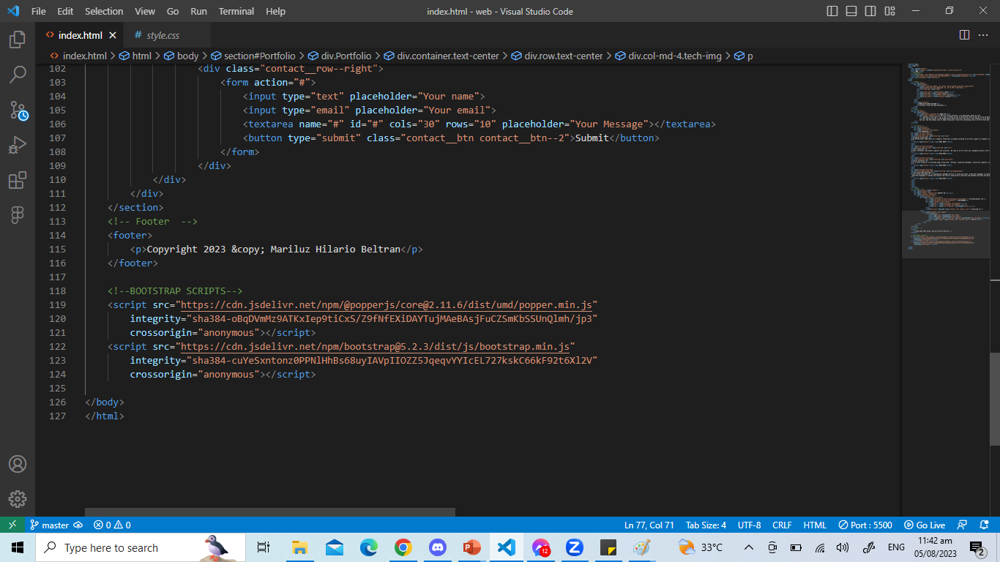 File Edit Selection View Go Run Terminal Help index.html - web - Visual Studio Code
<> index.html # style.css
<> index.html > html > body > section#Portfolio > div.Portfolio > div.container.text-center > div.row.text-center > div.col-md-4.tech-img > p
102 <div class="contact__row--right">
103 <form action="#">
104 <input type="text" placeholder="Your name">
105 <input type="email" placeholder="Your email">
106 <textarea name="#" id="#" cols="30" rows="10" placeholder="Your Message"></textarea>
107 <button type="submit" class="contact__btn contact__btn--2">Submit</button>
108 </form>
109 </div>
110 </div>
111 </div>
112 </section>
113 <!-- Footer -->
114 <footer>
115 <p>Copyright 2023 &copy; Mariluz Hilario Beltran</p>
116 </footer>
117
118 <!--BOOTSTRAP SCRIPTS-->
119 <script src="https://cdn.jsdelivr.net/npm/@popperjs/core@2.11.6/dist/umd/popper.min.js"
120 integrity="sha384-oBqDVmMz9ATKxIep9tiCxS/Z9fNfEXiDAYTujMAeBAsjFuCZSmKbSSUnQlmh/jp3"
121 crossorigin="anonymous"></script>
122 <script src="https://cdn.jsdelivr.net/npm/bootstrap@5.2.3/dist/js/bootstrap.min.js"
123 integrity="sha384-cuYeSxntonz0PPNlHhBs68uyIAVpIIOZZ5JqeqvYYIcEL727kskC66kF92t6Xl2V"
124 crossorigin="anonymous"></script>
125
126 </body>
127 </html>
master 0 0 Ln 77, Col 71 Tab Size: 4 UTF-8 CRLF HTML Port : 5500 Go Live
Type here to search 12 33°C ENG 11:42 am
05/08/2023 2